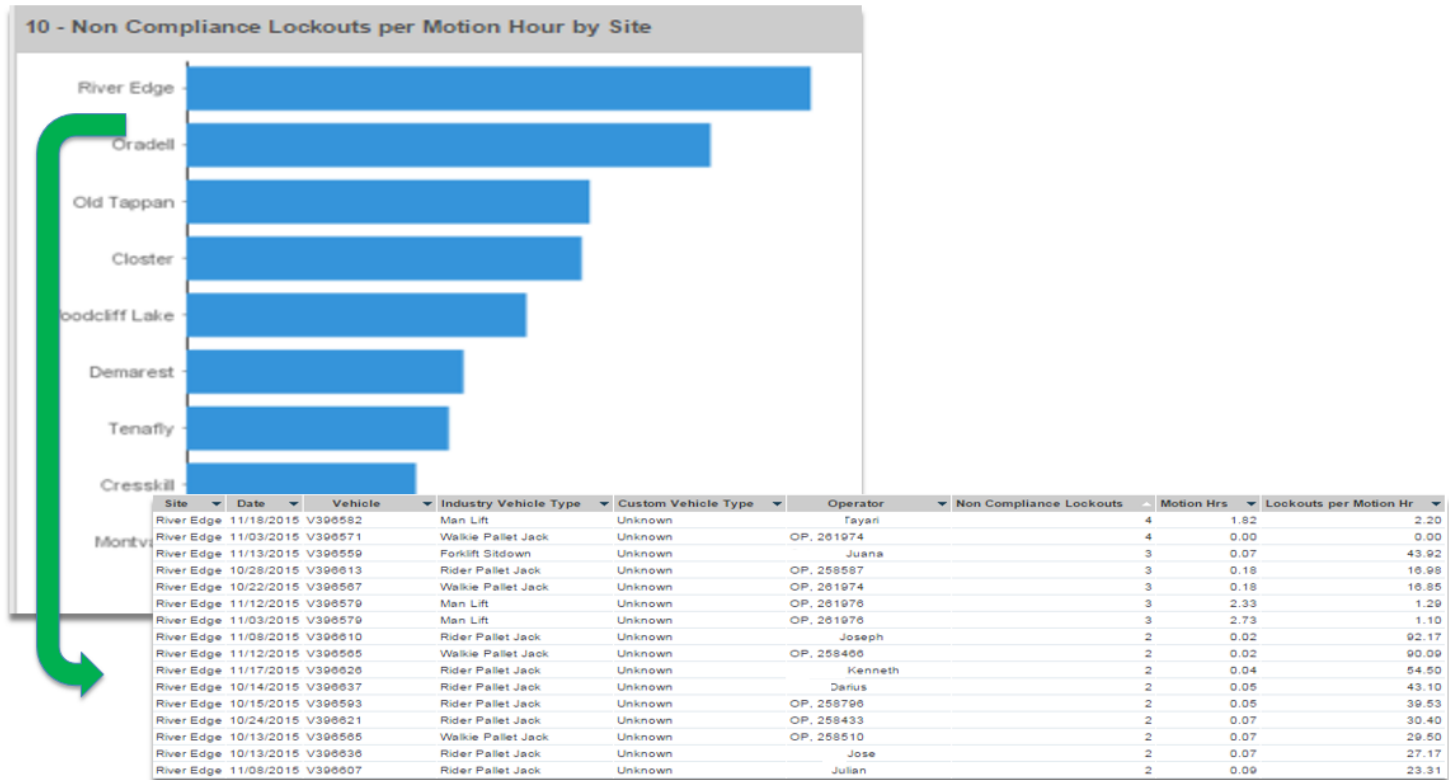 10 - Non Compliance Lockouts per Motion Hour by Site
River Edge
Oradell
Old Tappan
Closter
oodcliff Lake
Demarest
Tenafly
Cresskill
Montva
Site Date Vehicle Industry Vehicle Type Custom Vehicle Type Operator Non Compliance Lockouts Motion Hrs Lockouts per Motion Hr
River Edge 11/18/2015 V396582 Man Lift Unknown Tayari 4 1.82 2.20
River Edge 11/03/2015 V396571 Walkie Pallet Jack Unknown OP, 261974 4 0.00 0.00
River Edge 11/13/2015 V396559 Forklift Sitdown Unknown Juana 3 0.07 43.92
River Edge 10/28/2015 V396613 Rider Pallet Jack Unknown OP, 258587 3 0.18 16.98
River Edge 10/22/2015 V396567 Walkie Pallet Jack Unknown OP, 261974 3 0.18 16.85
River Edge 11/12/2015 V396579 Man Lift Unknown OP, 261976 3 2.33 1.29
River Edge 11/03/2015 V396579 Man Lift Unknown OP, 261976 3 2.73 1.10
River Edge 11/08/2015 V396610 Rider Pallet Jack Unknown Joseph 2 0.02 92.17
River Edge 11/12/2015 V396565 Walkie Pallet Jack Unknown OP, 258466 2 0.02 90.09
River Edge 11/17/2015 V396626 Rider Pallet Jack Unknown Kenneth 2 0.04 54.50
River Edge 10/14/2015 V396637 Rider Pallet Jack Unknown Darius 2 0.05 43.10
River Edge 10/15/2015 V396593 Rider Pallet Jack Unknown OP, 258796 2 0.05 39.53
River Edge 10/24/2015 V396621 Rider Pallet Jack Unknown OP, 258433 2 0.07 30.40
River Edge 10/13/2015 V396565 Walkie Pallet Jack Unknown OP, 258510 2 0.07 29.50
River Edge 10/13/2015 V396636 Rider Pallet Jack Unknown Jose 2 0.07 27.17
River Edge 11/08/2015 V396607 Rider Pallet Jack Unknown Julian 2 0.09 23.31